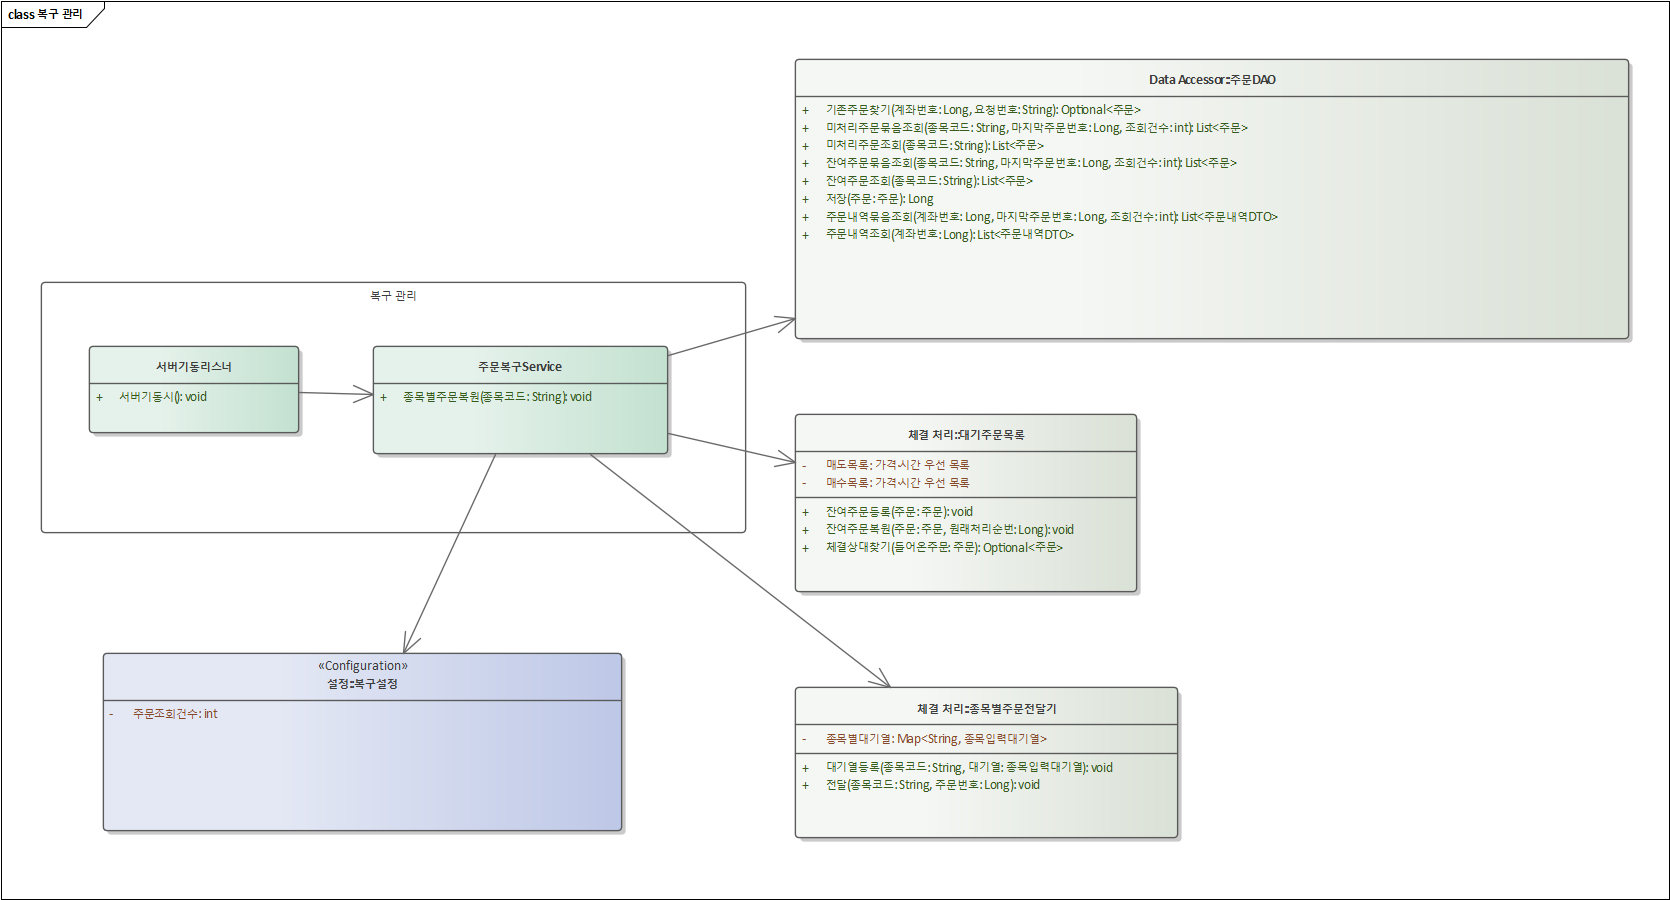 class 복구 관리
Data Accessor::주문DAO
+ 기존주문찾기(계좌번호: Long, 요청번호: String): Optional<주문>
+ 미처리주문묶음조회(종목코드: String, 마지막주문번호: Long, 조회건수: int): List<주문>
+ 미처리주문조회(종목코드: String): List<주문>
+ 잔여주문묶음조회(종목코드: String, 마지막주문번호: Long, 조회건수: int): List<주문>
+ 잔여주문조회(종목코드: String): List<주문>
+ 저장(주문: 주문): Long
+ 주문내역묶음조회(계좌번호: Long, 마지막주문번호: Long, 조회건수: int): List<주문내역DTO>
+ 주문내역조회(계좌번호: Long): List<주문내역DTO>
복구 관리
서버기동리스너
+ 서버기동시(): void
주문복구Service
+ 종목별주문복원(종목코드: String): void
체결 처리::대기주문목록
- 매도목록: 가격·시간 우선 목록
- 매수목록: 가격·시간 우선 목록
+ 잔여주문등록(주문: 주문): void
+ 잔여주문복원(주문: 주문, 원래처리순번: Long): void
+ 체결상대찾기(들어온주문: 주문): Optional<주문>
«Configuration»
설정::복구설정
- 주문조회건수: int
체결 처리::종목별주문전달기
- 종목별대기열: Map<String, 종목입력대기열>
+ 대기열등록(종목코드: String, 대기열: 종목입력대기열): void
+ 전달(종목코드: String, 주문번호: Long): void